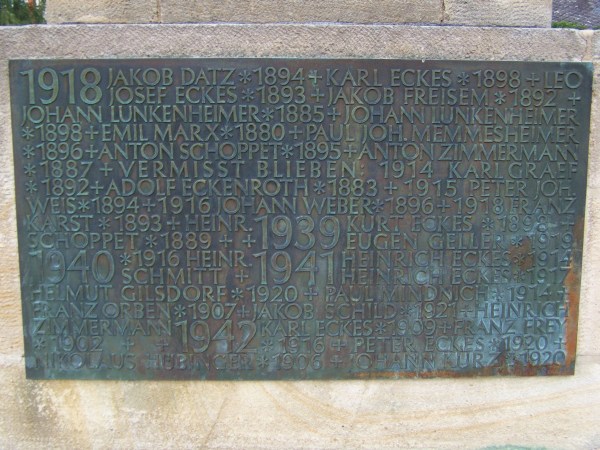 1918 JAKOB DATZ * 1894 + KARL ECKES * 1898 + LEO
JOSEF ECKES * 1893 + JAKOB FREISEM * 1892 +
JOHANN LUNKENHEIMER * 1885 + JOHANN LUNKENHEIMER
* 1898 + EMIL MARX * 1880 + PAUL JOH. MEMMESHEIMER
* 1896 + ANTON SCHOPPET * 1895 + ANTON ZIMMERMANN
* 1887 + VERMISST BLIEBEN: 1914 KARL GRAEF
* 1892 + ADOLF ECKENROTH * 1883 + 1915 PETER JOH.
WEIS * 1894 + 1916 JOHANN WEBER * 1896 + 1918 FRANZ
KARST * 1893 + HEINR. 1939 KURT ECKES
SCHOPPET * 1889 + + EUGEN * 1919
1940 * 1916 HEINR. 1941 HEINRICH ECKES * 1914
SCHMITT + HEINRICH ECKES
HELMUT GILSDORF * 1920 + PAUL MINDNICH * 1914 +
FRANZ ORBEN * 1907 + JAKOB SCHILD * 1921 + HEINRICH
ZIMMERMANN 1942 KARL ECKES * 1909 + FRANZ FREY
* 1902 + + * 1916 + PETER ECKES * 1920 +
NIKOLAUS * 1906 + JOHANN * 1920